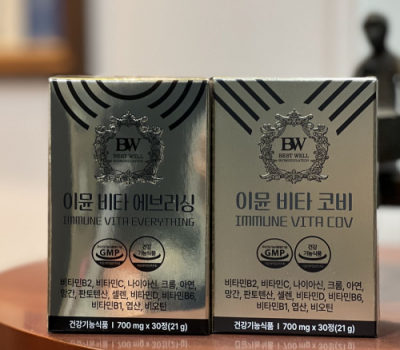 BW
BEST WELL
이뮨 비타 에브리싱
IMMUNE VITA EVERYTHING
GMP
건강
기능식품
비타민B2, 비타민C, 나이아신, 크롬, 아연,
망간, 판토텐산, 셀렌, 비타민D, 비타민B6,
비타민B1, 엽산, 비오틴
건강기능식품 I 700 mg x 30정(21 g)
BW
BEST WELL
이뮨 비타 코비
IMMUNE VITA COV
GMP
건강
기능식품
비타민B2, 비타민C, 나이아신, 크롬, 아연,
망간, 판토텐산, 셀렌, 비타민D, 비타민B6,
비타민B1, 엽산, 비오틴
건강기능식품 I 700 mg x 30정(21 g)